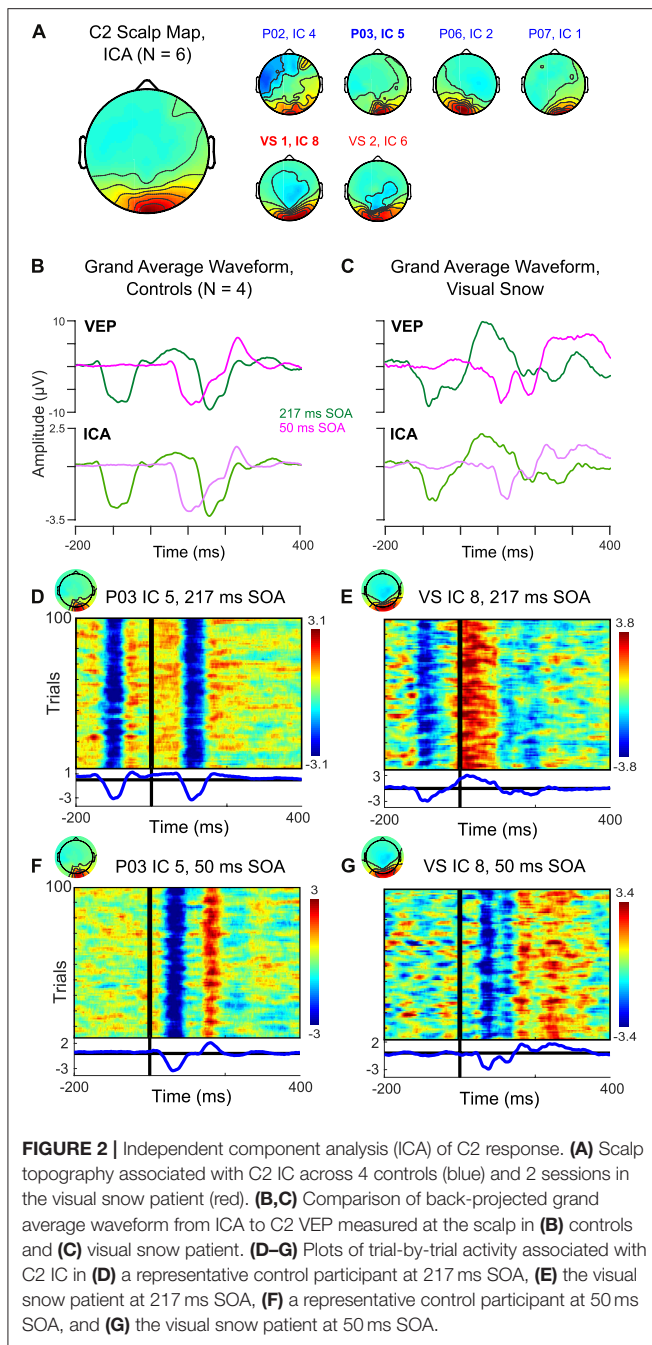 A
C2 Scalp Map,
ICA (N = 6)
P02, IC 4
P03, IC 5
P06, IC 2
P07, IC 1
VS 1, IC 8
VS 2, IC 6
B
Grand Average Waveform,
Controls (N = 4)
C
Grand Average Waveform,
Visual Snow
VEP
VEP
10
-10
Amplitude (µV)
217 ms SOA
50 ms SOA
ICA
ICA
2.5
-3.5
-200
400
Time (ms)
-200
400
Time (ms)
D
P03 IC 5, 217 ms SOA
100
Trials
3.1
-3.1
1
-3
-200
400
Time (ms)
E
VS IC 8, 217 ms SOA
3.8
-3.8
3
-3
-200
400
Time (ms)
F
P03 IC 5, 50 ms SOA
100
Trials
3
-3
2
-3
-200
400
Time (ms)
G
VS IC 8, 50 ms SOA
3.4
-3.4
2
-3
-200
400
Time (ms)
FIGURE 2 | Independent component analysis (ICA) of C2 response. (A) Scalp
topography associated with C2 IC across 4 controls (blue) and 2 sessions in
the visual snow patient (red). (B,C) Comparison of back-projected grand
average waveform from ICA to C2 VEP measured at the scalp in (B) controls
and (C) visual snow patient. (D–G) Plots of trial-by-trial activity associated with
C2 IC in (D) a representative control participant at 217 ms SOA, (E) the visual
snow patient at 217 ms SOA, (F) a representative control participant at 50 ms
SOA, and (G) the visual snow patient at 50 ms SOA.